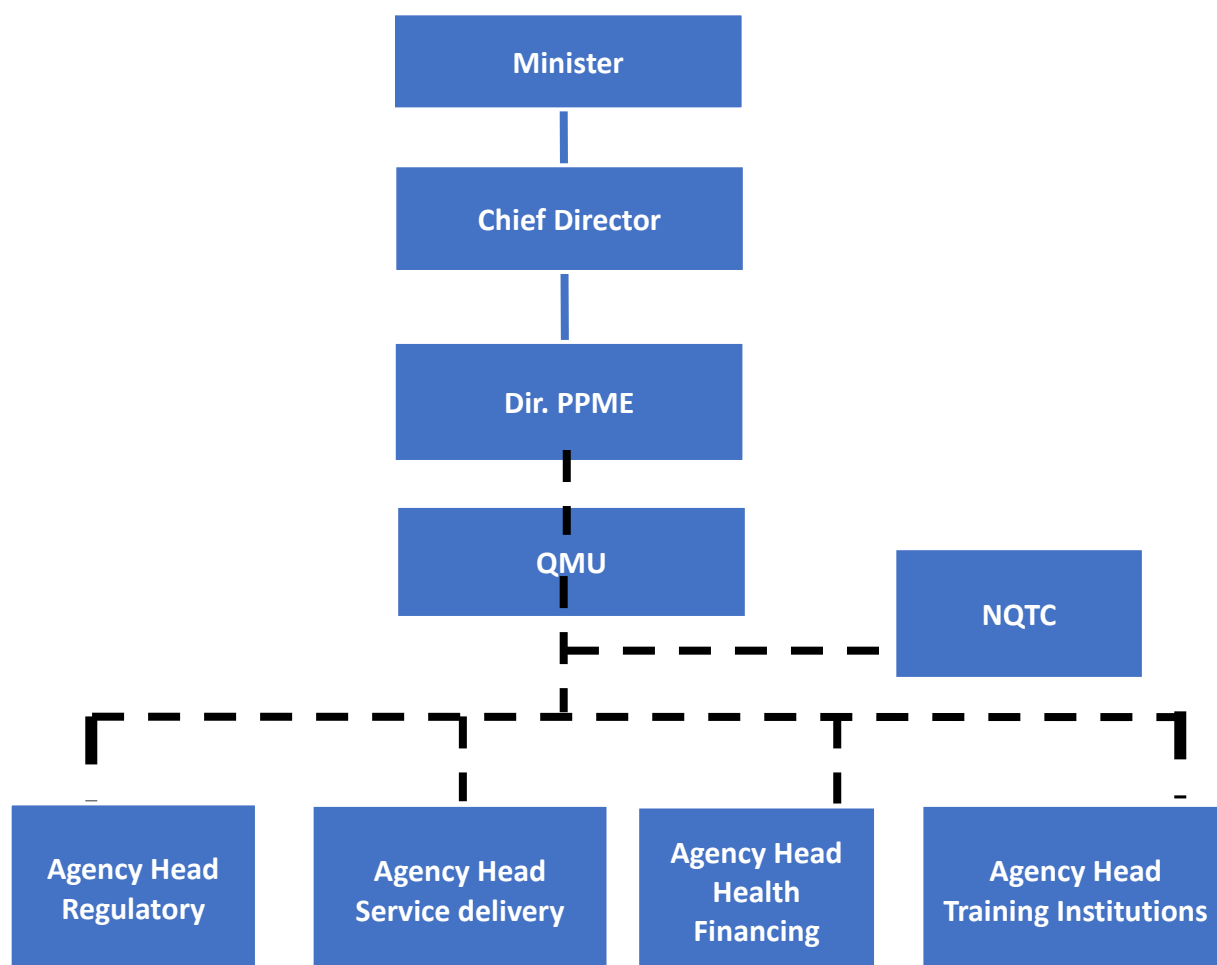 Minister
Chief Director
Dir. PPME
QMU
NQTC
Agency Head
Regulatory
Agency Head
Service delivery
Agency Head
Health
Financing
Agency Head
Training Institutions